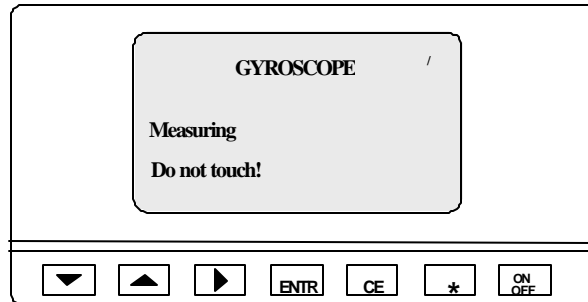 GYROSCOPE /
Measuring
Do not touch!
ENTR CE * ON
OFF